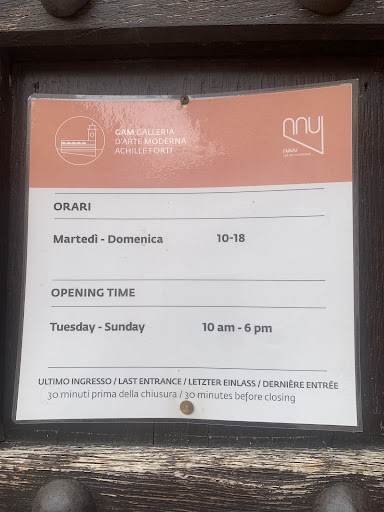 GAM GALLERIA
D'ARTE MODERNA
ACHILLE FORTI
ORARI
Martedì - Domenica 10-18
OPENING TIME
Tuesday - Sunday 10 am - 6 pm
ULTIMO INGRESSO / LAST ENTRANCE / LETZTER EINLASS / DERNIÈRE ENTRÉE
30 minuti prima della chiusura / 30 minutes before closing